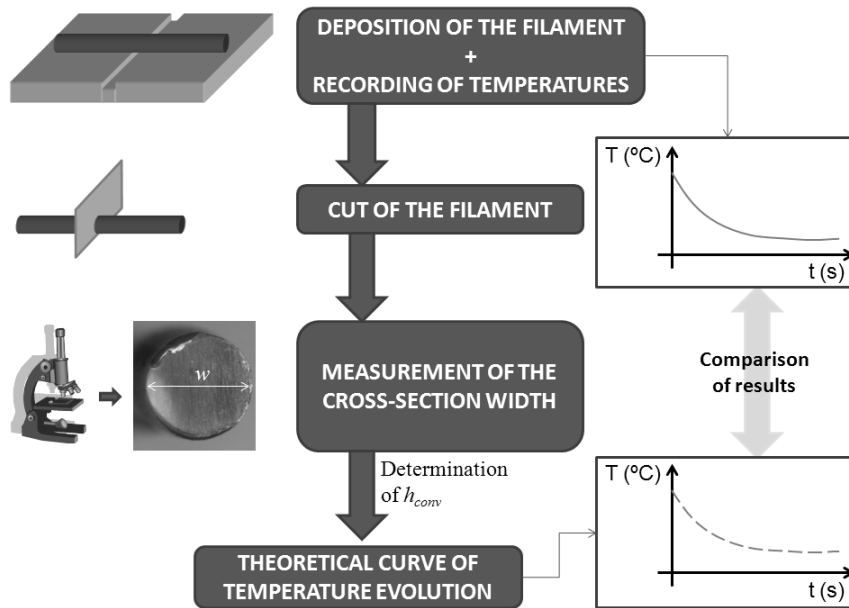 DEPOSITION OF THE FILAMENT
+
RECORDING OF TEMPERATURES
T (ºC)
t (s)
CUT OF THE FILAMENT
w
MEASUREMENT OF THE
CROSS-SECTION WIDTH
Comparison
of results
Determination
of hconv
T (ºC)
t (s)
THEORETICAL CURVE OF
TEMPERATURE EVOLUTION